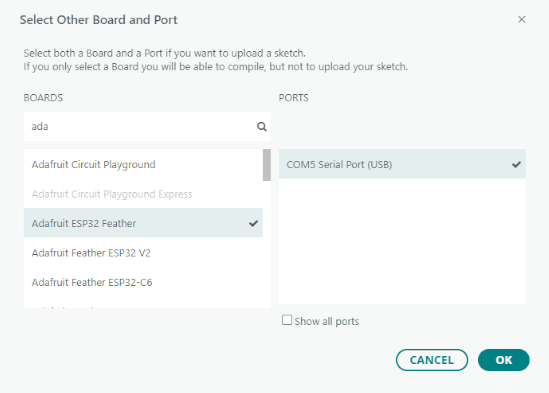 Select Other Board and Port
Select both a Board and a Port if you want to upload a sketch.
If you only select a Board you will be able to compile, but not to upload your sketch.
BOARDS
ada
Adafruit Circuit Playground
Adafruit Circuit Playground Express
Adafruit ESP32 Feather
Adafruit Feather ESP32 V2
Adafruit Feather ESP32-C6
PORTS
COM5 Serial Port (USB)
Show all ports
CANCEL
OK